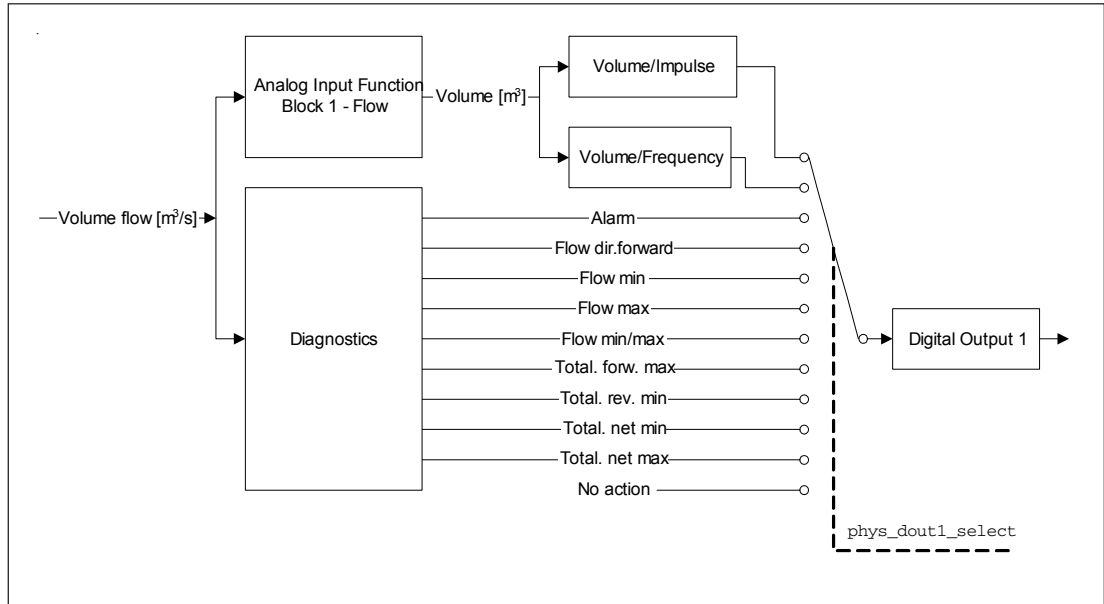 Analog Input Function
Block 1 - Flow
Volume [m³]
Volume/Impulse
Volume/Frequency
Volume flow [m³/s]
Diagnostics
Alarm
Flow dir.forward
Flow min
Flow max
Flow min/max
Total. forw. max
Total. rev. min
Total. net min
Total. net max
No action
Digital Output 1
phys_dout1_select